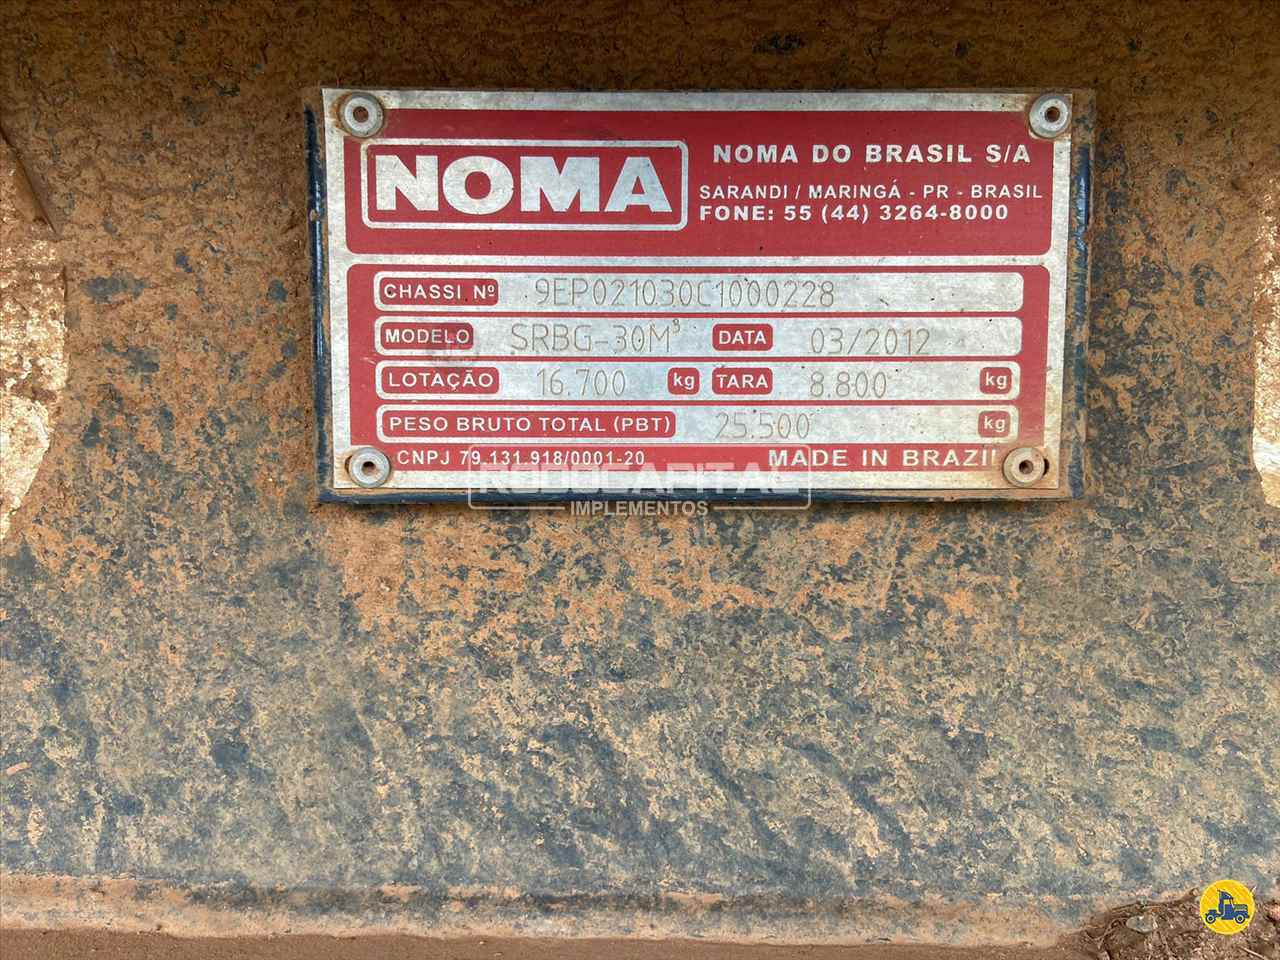 NOMA
NOMA DO BRASIL S/A
SARANDI / MARINGÁ - PR - BRASIL
FONE: 55 (44) 3264-8000
CHASSI Nº 9EP021030C1000228
MODELO SRBG-30M³ DATA 03/2012
LOTAÇÃO 16.700 kg TARA 8.800 kg
PESO BRUTO TOTAL (PBT) 25.500 kg
CNPJ 79.131.918/0001-20 MADE IN BRAZIL
RODOCAPITAL
IMPLEMENTOS